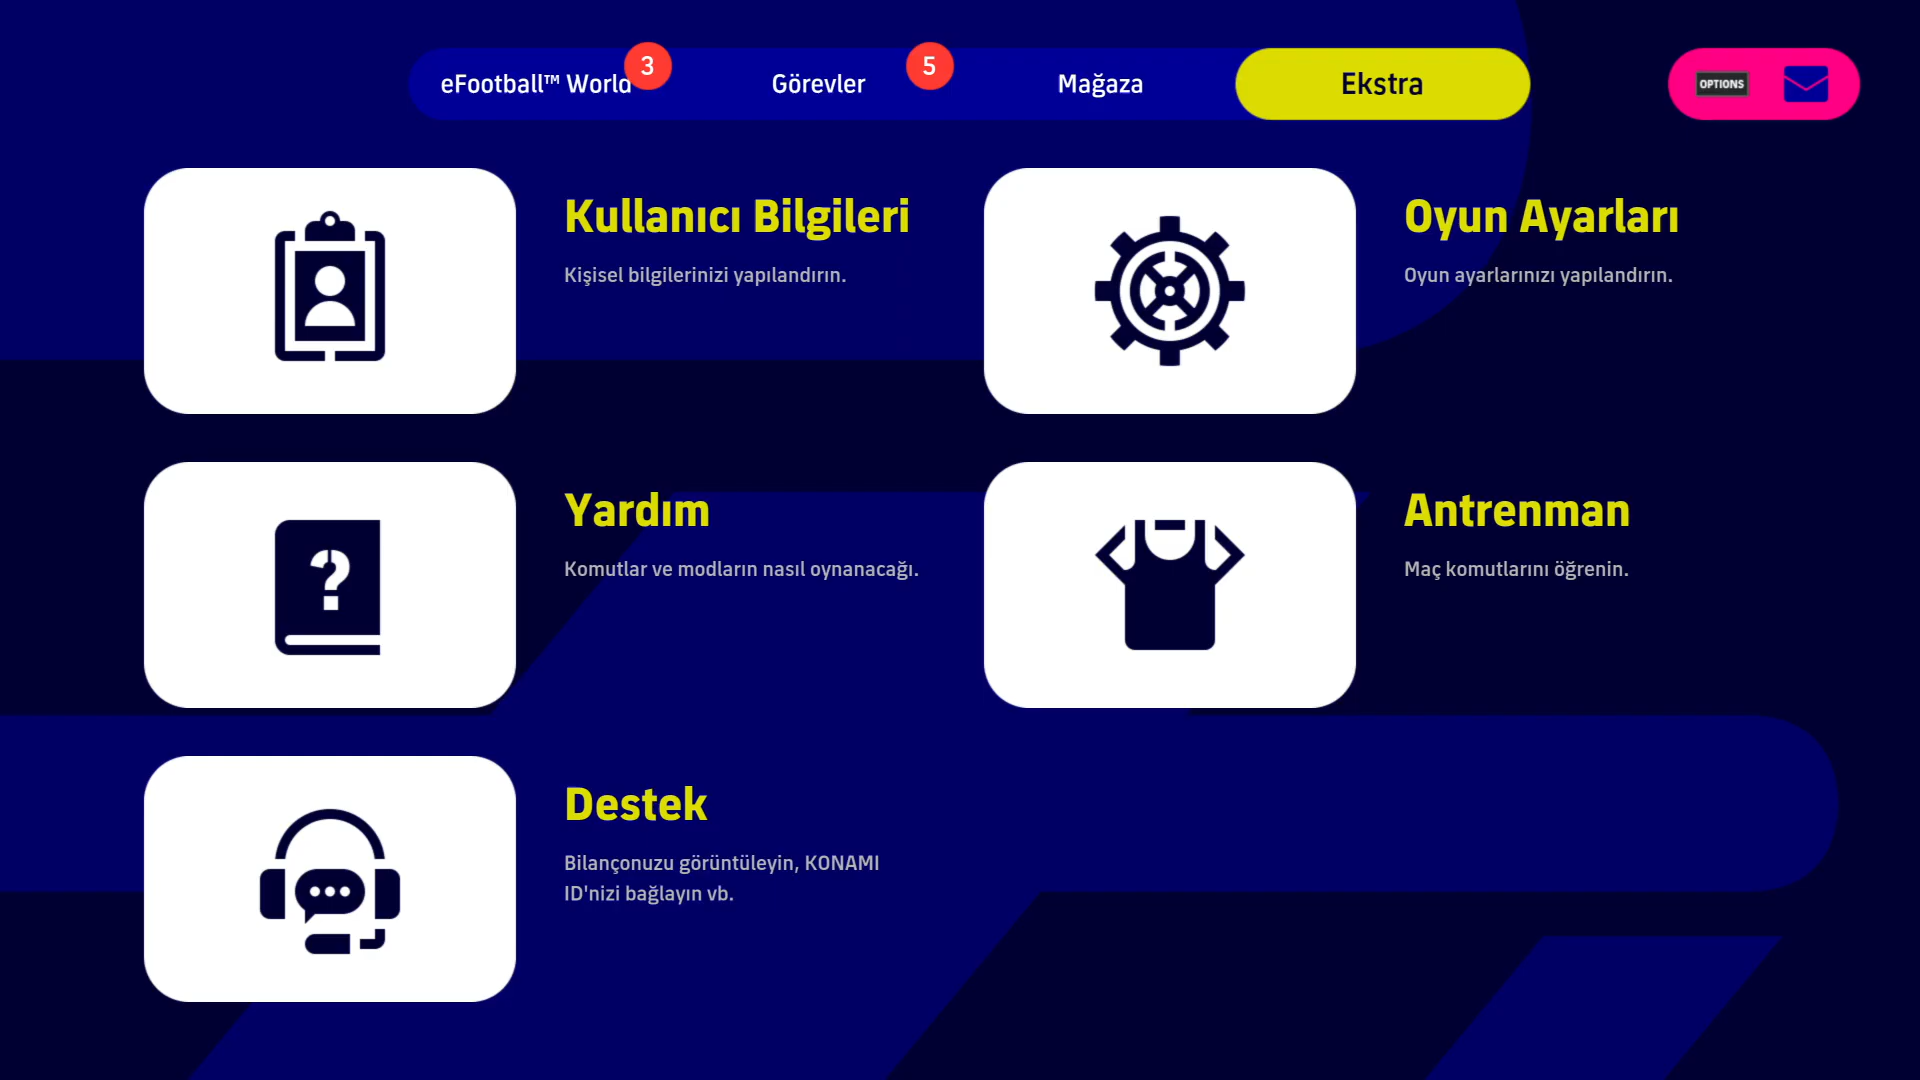 eFootball™ World
3
Görevler
5
Mağaza
Ekstra
OPTIONS
Kullanıcı Bilgileri
Kişisel bilgilerinizi yapılandırın.
Oyun Ayarları
Oyun ayarlarınızı yapılandırın.
Yardım
Komutlar ve modların nasıl oynanacağı.
Antrenman
Maç komutlarını öğrenin.
Destek
Bilançonuzu görüntüleyin, KONAMI
ID'nizi bağlayın vb.